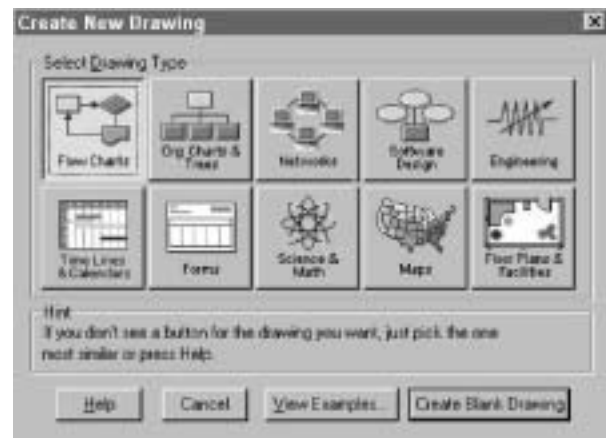 Create New Drawing
Select Drawing Type
Flow Charts
Org Charts &
Trees
Networks
Software
Design
Engineering
Time Lines
& Calendars
Forms
Science &
Math
Maps
Floor Plans &
Facilities
Hint
If you don't see a button for the drawing you want, just pick the one
most similar or press Help.
Help
Cancel
View Examples...
Create Blank Drawing